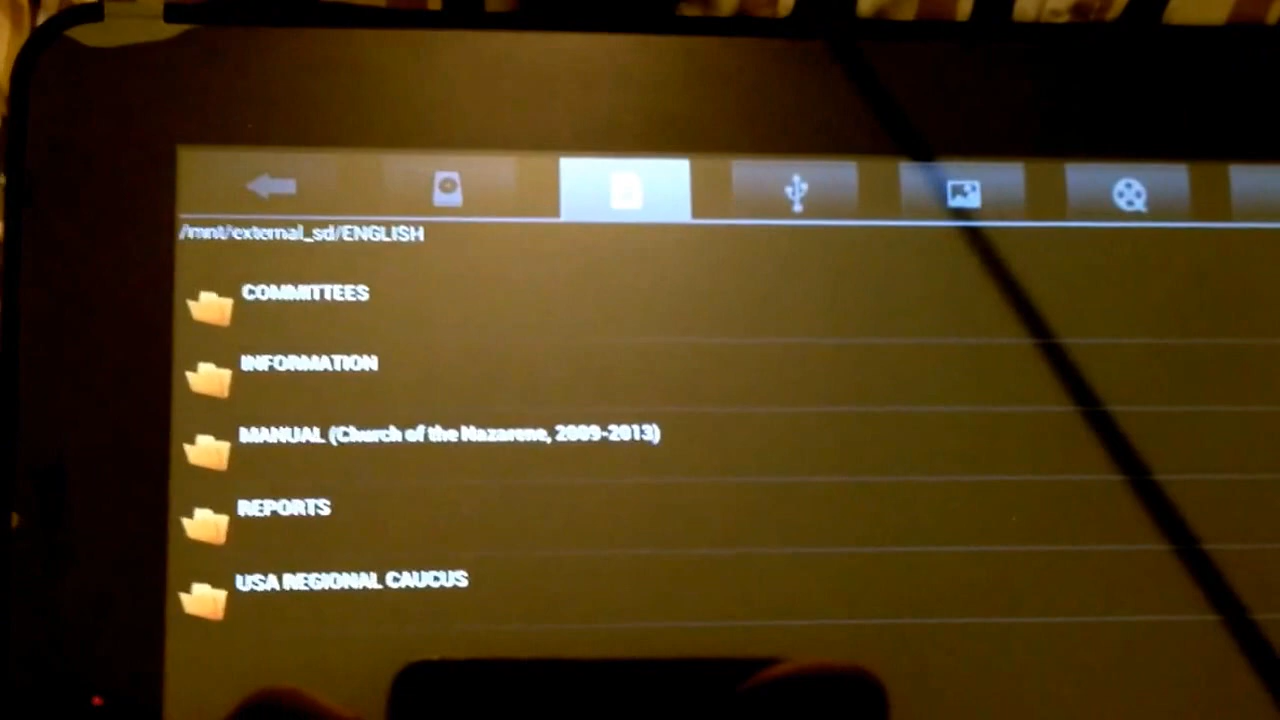 /mnt/external_sd/ENGLISH
COMMITTEES
INFORMATION
MANUAL (Church of the Nazarene, 2009-2013)
REPORTS
USA REGIONAL CAUCUS